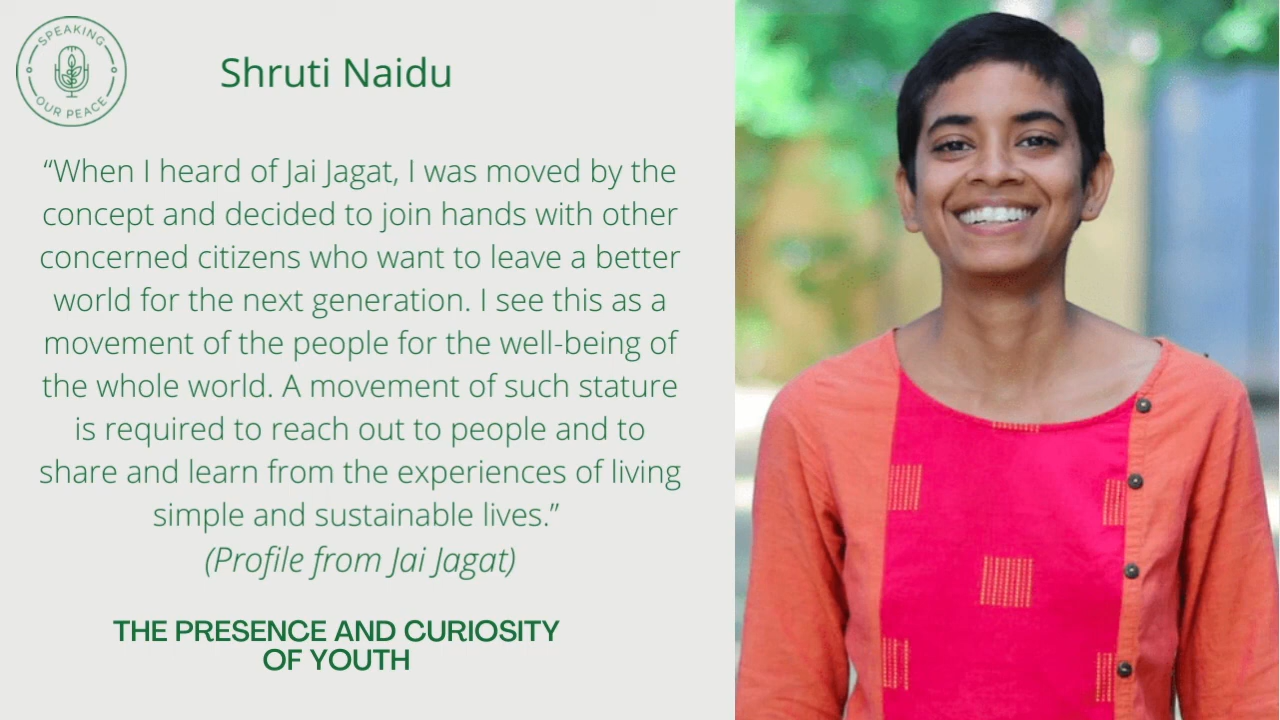 SPEAKING
OUR PEACE
Shruti Naidu
“When I heard of Jai Jagat, I was moved by the
concept and decided to join hands with other
concerned citizens who want to leave a better
world for the next generation. I see this as a
movement of the people for the well-being of
the whole world. A movement of such stature
is required to reach out to people and to
share and learn from the experiences of living
simple and sustainable lives.”
(Profile from Jai Jagat)
THE PRESENCE AND CURIOSITY
OF YOUTH